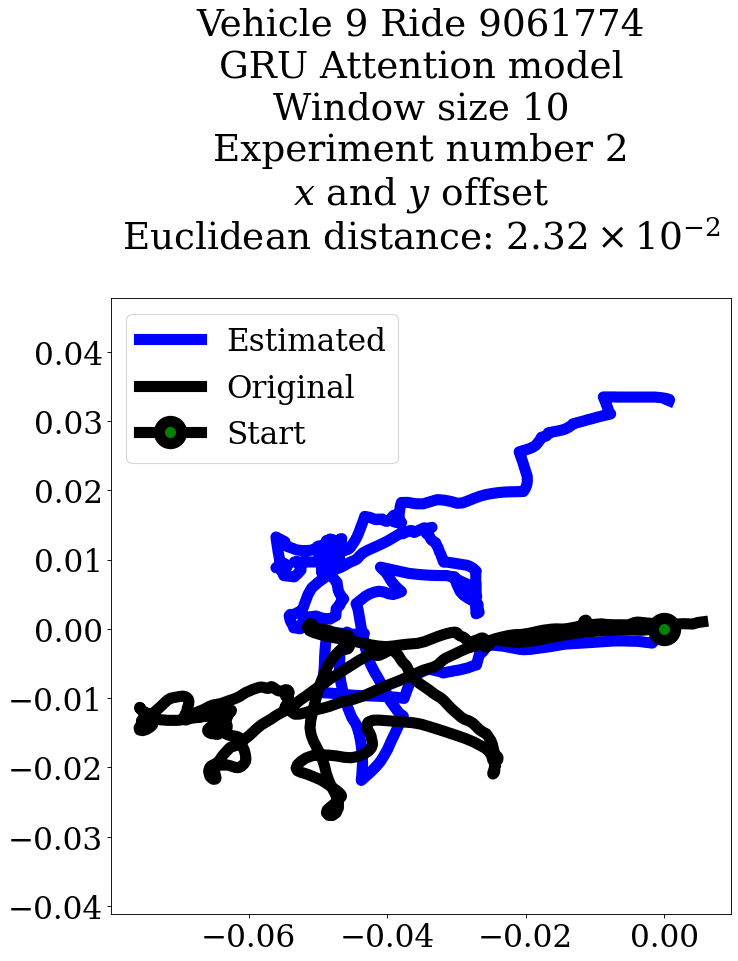 Vehicle 9 Ride 9061774
GRU Attention model
Window size 10
Experiment number 2
x and y offset
Euclidean distance: 2.32 × 10⁻²
Estimated
Original
Start
0.04
0.03
0.02
0.01
0.00
−0.01
−0.02
−0.03
−0.04
−0.06
−0.04
−0.02
0.00